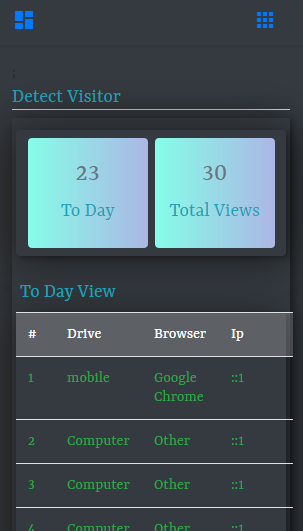 ;
Detect Visitor
23 30
To Day Total Views
To Day View
# Drive Browser Ip
1 mobile Google Chrome ::1
2 Computer Other ::1
3 Computer Other ::1
4 Computer Other ::1